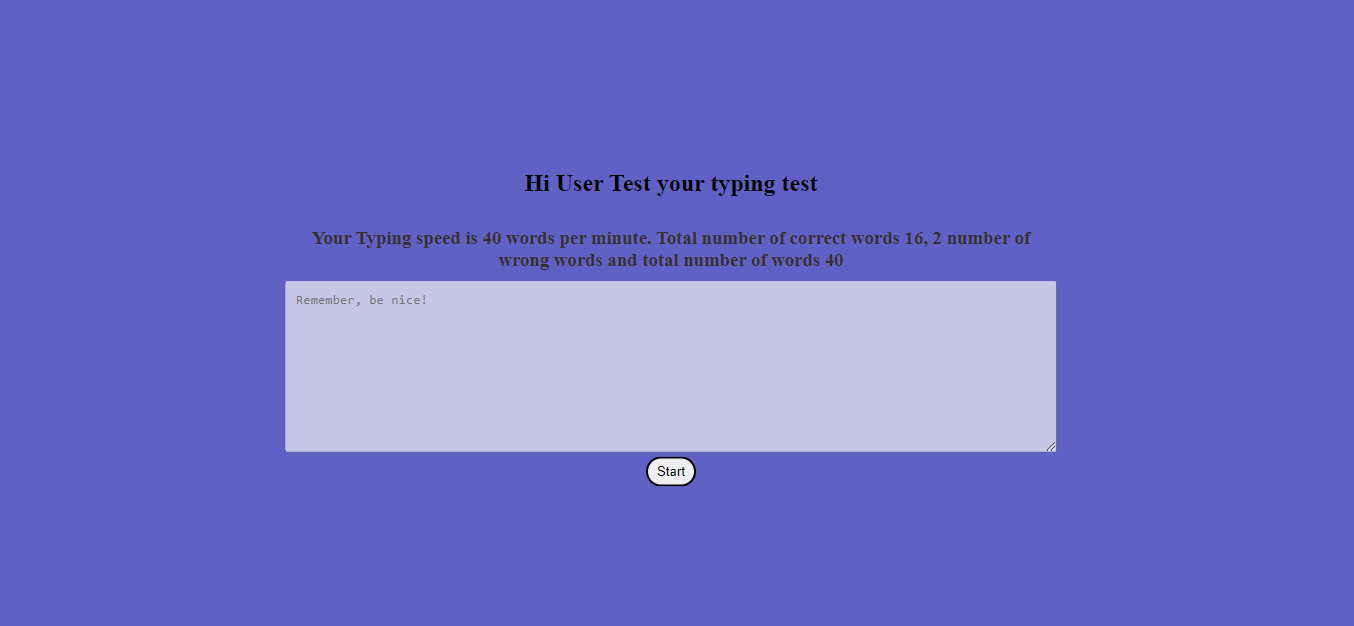 Hi User Test your typing test
Your Typing speed is 40 words per minute. Total number of correct words 16, 2 number of
wrong words and total number of words 40
Remember, be nice!
Start